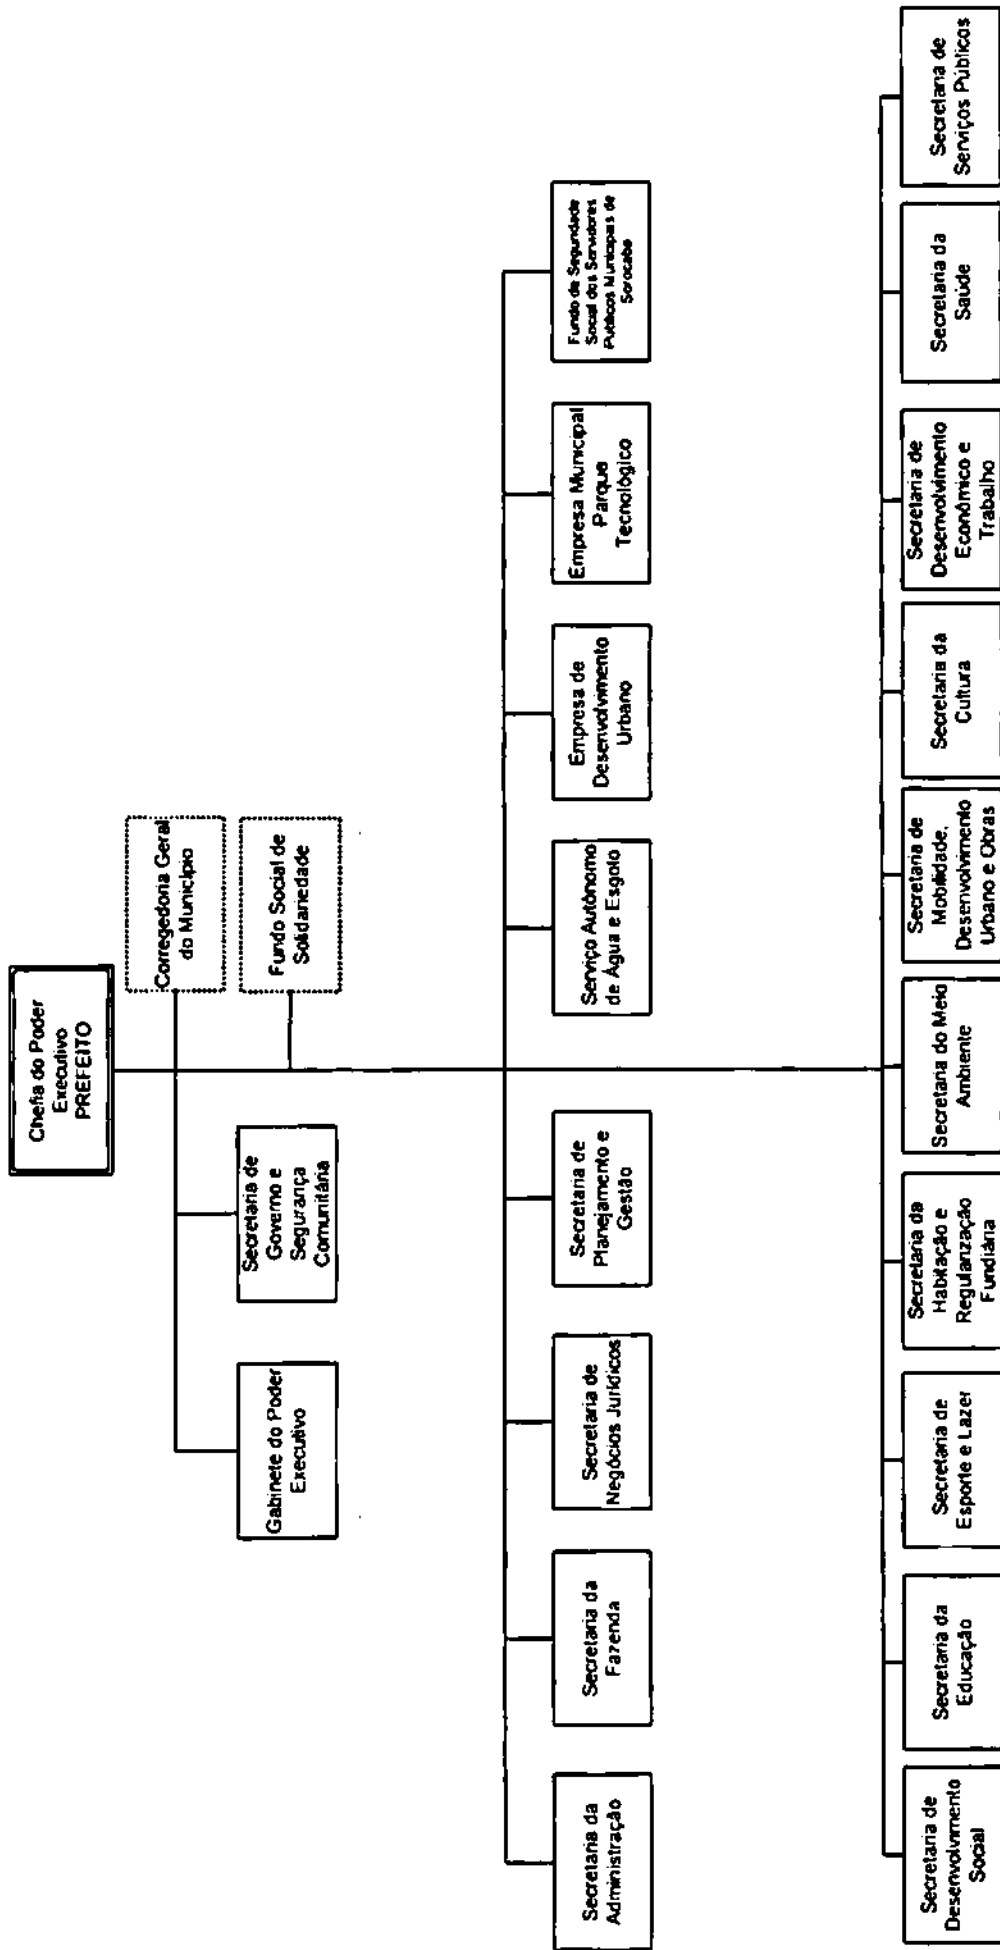 Chefia do Poder
Executivo
PREFEITO
Corregedoria Geral
do Município
Fundo Social de
Solidariedade
Gabinete do Poder
Executivo
Secretaria de
Governo e
Segurança
Comunitária
Secretaria da
Administração
Secretaria da
Fazenda
Secretaria de
Negócios Jurídicos
Secretaria de
Planejamento e
Gestão
Serviço Autônomo
de Água e Esgoto
Empresa de
Desenvolvimento
Urbano
Empresa Municipal
Parque
Tecnológico
Fundo de Seguridade
Social dos Servidores
Públicos Municipais de
Sorocaba
Secretaria de
Desenvolvimento
Social
Secretaria da
Educação
Secretaria de
Esporte e Lazer
Secretaria da
Habitação e
Regularização
Fundiária
Secretaria do Meio
Ambiente
Secretaria de
Mobilidade,
Desenvolvimento
Urbano e Obras
Secretaria da
Cultura
Secretaria de
Desenvolvimento
Econômico e
Trabalho
Secretaria da
Saúde
Secretaria de
Serviços Públicos